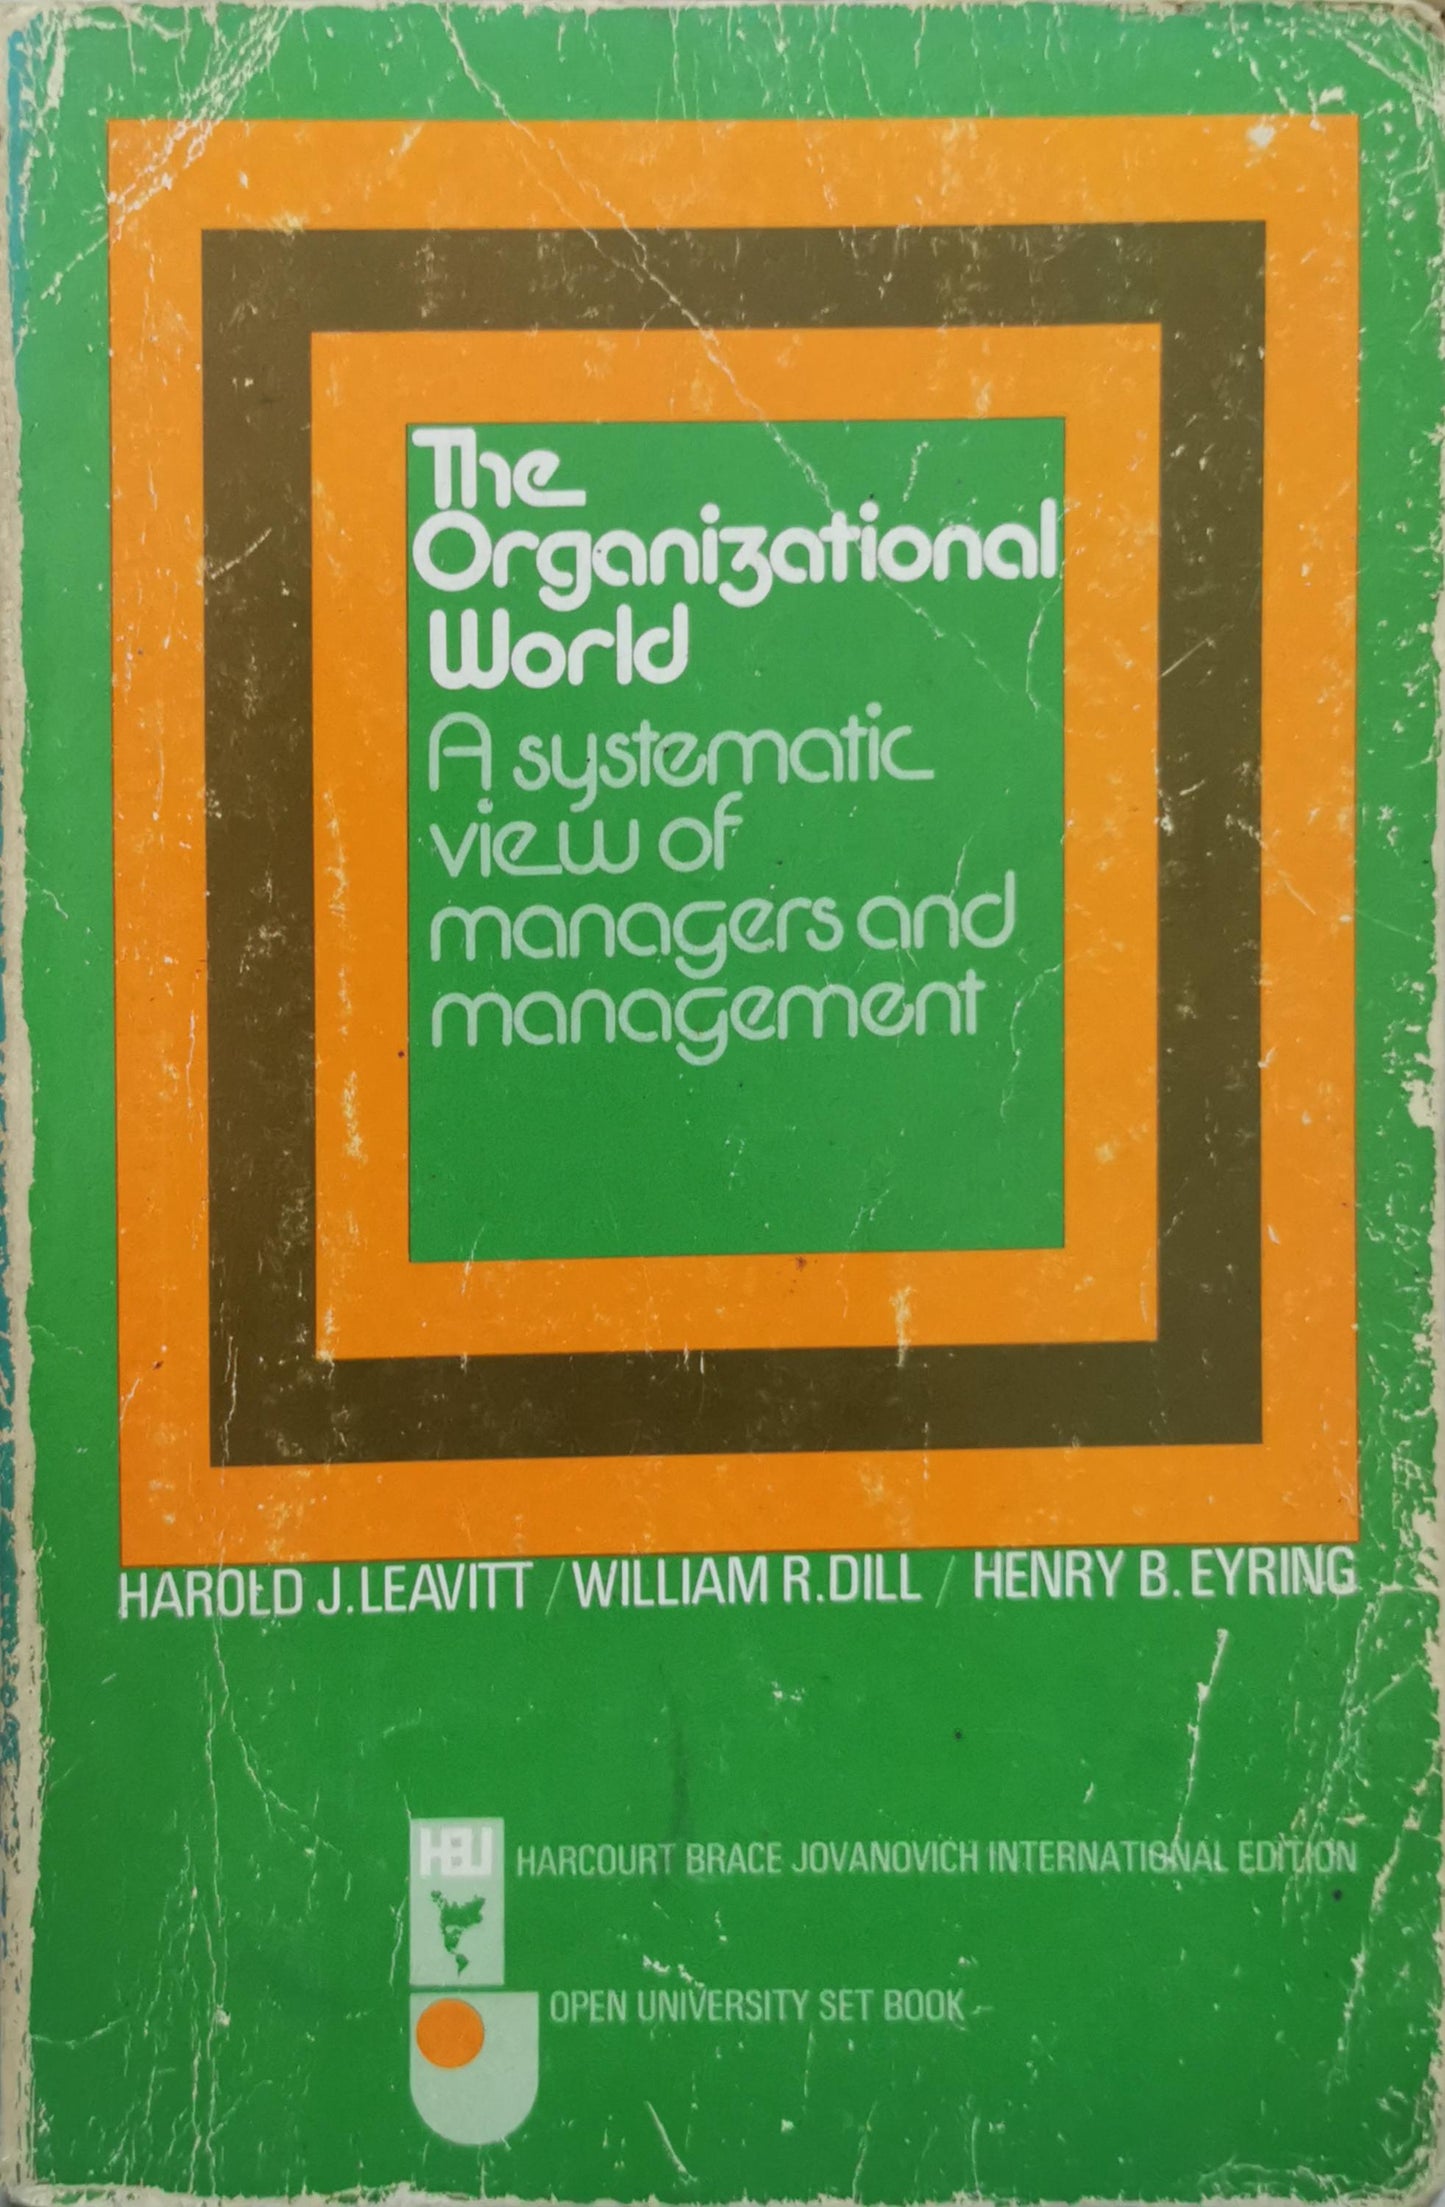 The
Organizational
World
A systematic
view of
managers and
management
HAROLD J. LEAVITT / WILLIAM R. DILL / HENRY B. EYRING
HBJ
HARCOURT BRACE JOVANOVICH INTERNATIONAL EDITION
OPEN UNIVERSITY SET BOOK